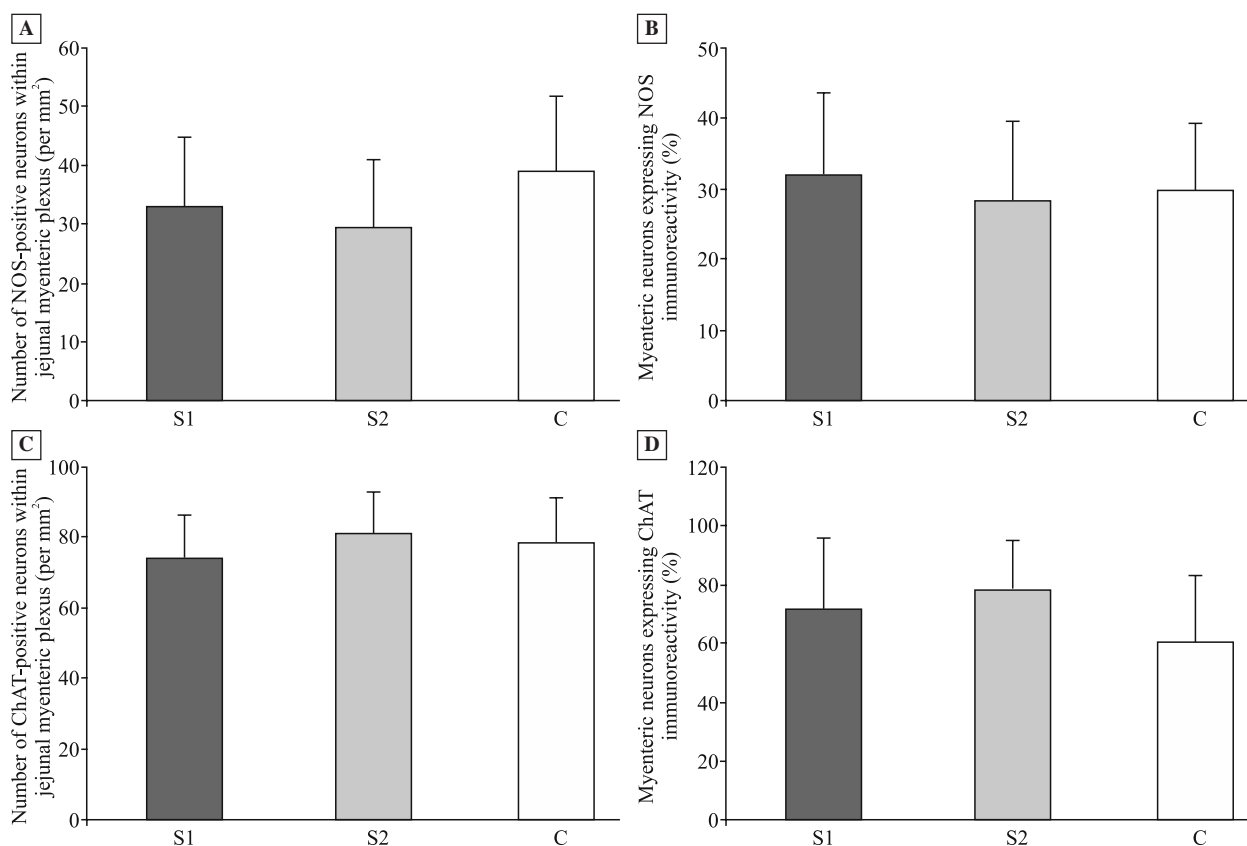 A
Number of NOS-positive neurons within
jejunal myenteric plexus (per mm²)
60
50
40
30
20
10
0
S1 S2 C
B
Myenteric neurons expressing NOS
immunoreactivity (%)
50
40
30
30
10
0
S1 S2 C
C
Number of ChAT-positive neurons within
jejunal myenteric plexus (per mm²)
100
80
60
40
20
0
S1 S2 C
D
Myenteric neurons expressing ChAT
immunoreactivity (%)
120
100
80
60
40
60
0
S1 S2 C